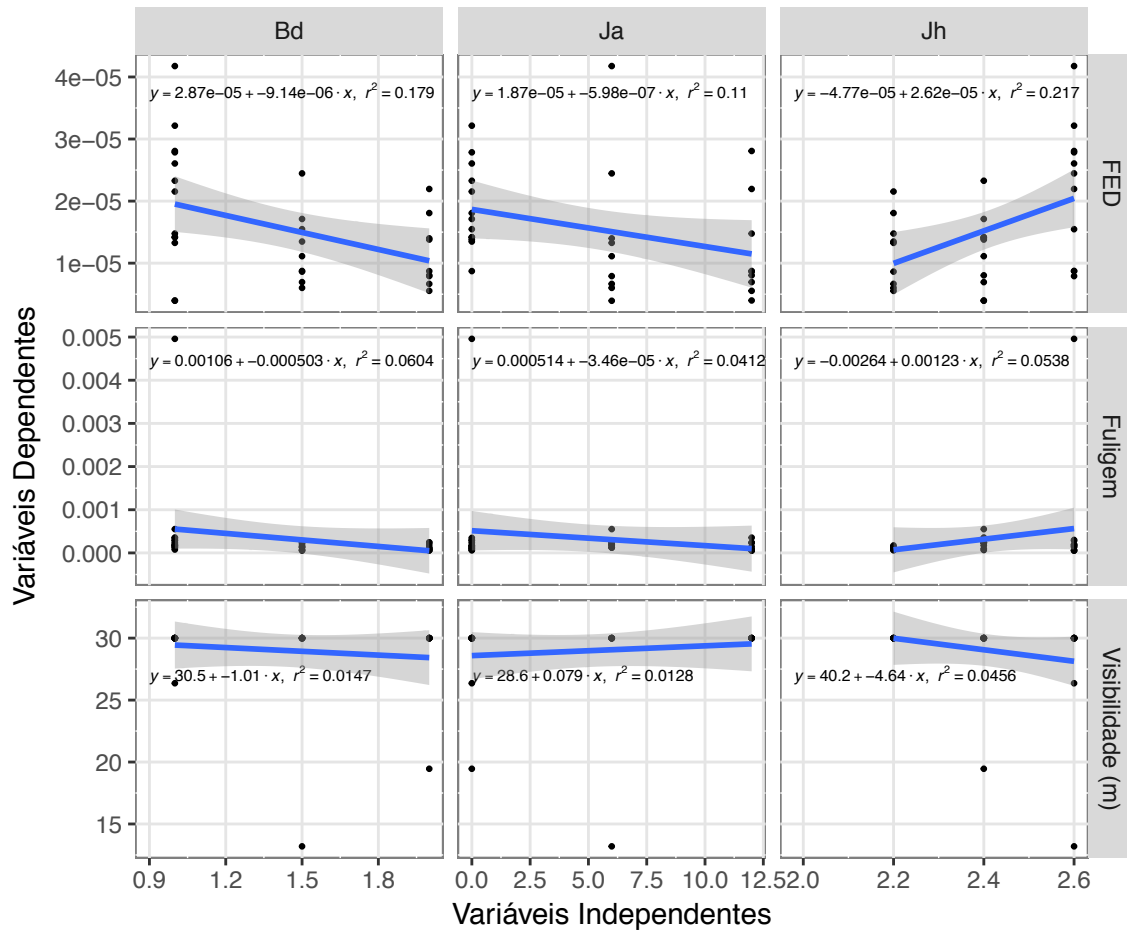 Bd
Ja
Jh
Variáveis Dependentes
4e−05
3e−05
2e−05
1e−05
y = 2.87e−05 + −9.14e−06 · x, r² = 0.179
y = 1.87e−05 + −5.98e−07 · x, r² = 0.11
y = −4.77e−05 + 2.62e−05 · x, r² = 0.217
FED
0.005
0.004
0.003
0.002
0.001
0.000
y = 0.00106 + −0.000503 · x, r² = 0.0604
y = 0.000514 + −3.46e−05 · x, r² = 0.0412
y = −0.00264 + 0.00123 · x, r² = 0.0538
Fuligem
30
25
20
15
y = 30.5 + −1.01 · x, r² = 0.0147
y = 28.6 + 0.079 · x, r² = 0.0128
y = 40.2 + −4.64 · x, r² = 0.0456
Visibilidade (m)
0.9 1.2 1.5 1.8
0.0 2.5 5.0 7.5 10.0 12.5
2.0 2.2 2.4 2.6
Variáveis Independentes